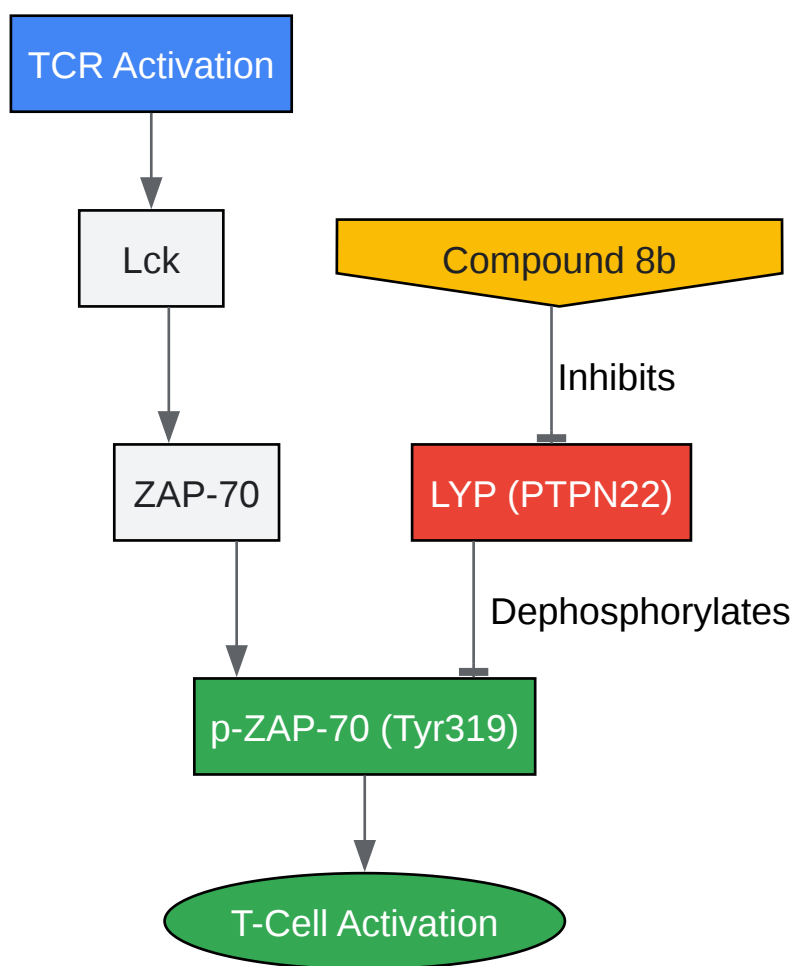 TCR Activation
Lck
Compound 8b
Inhibits
ZAP-70
LYP (PTPN22)
Dephosphorylates
p-ZAP-70 (Tyr319)
T-Cell Activation